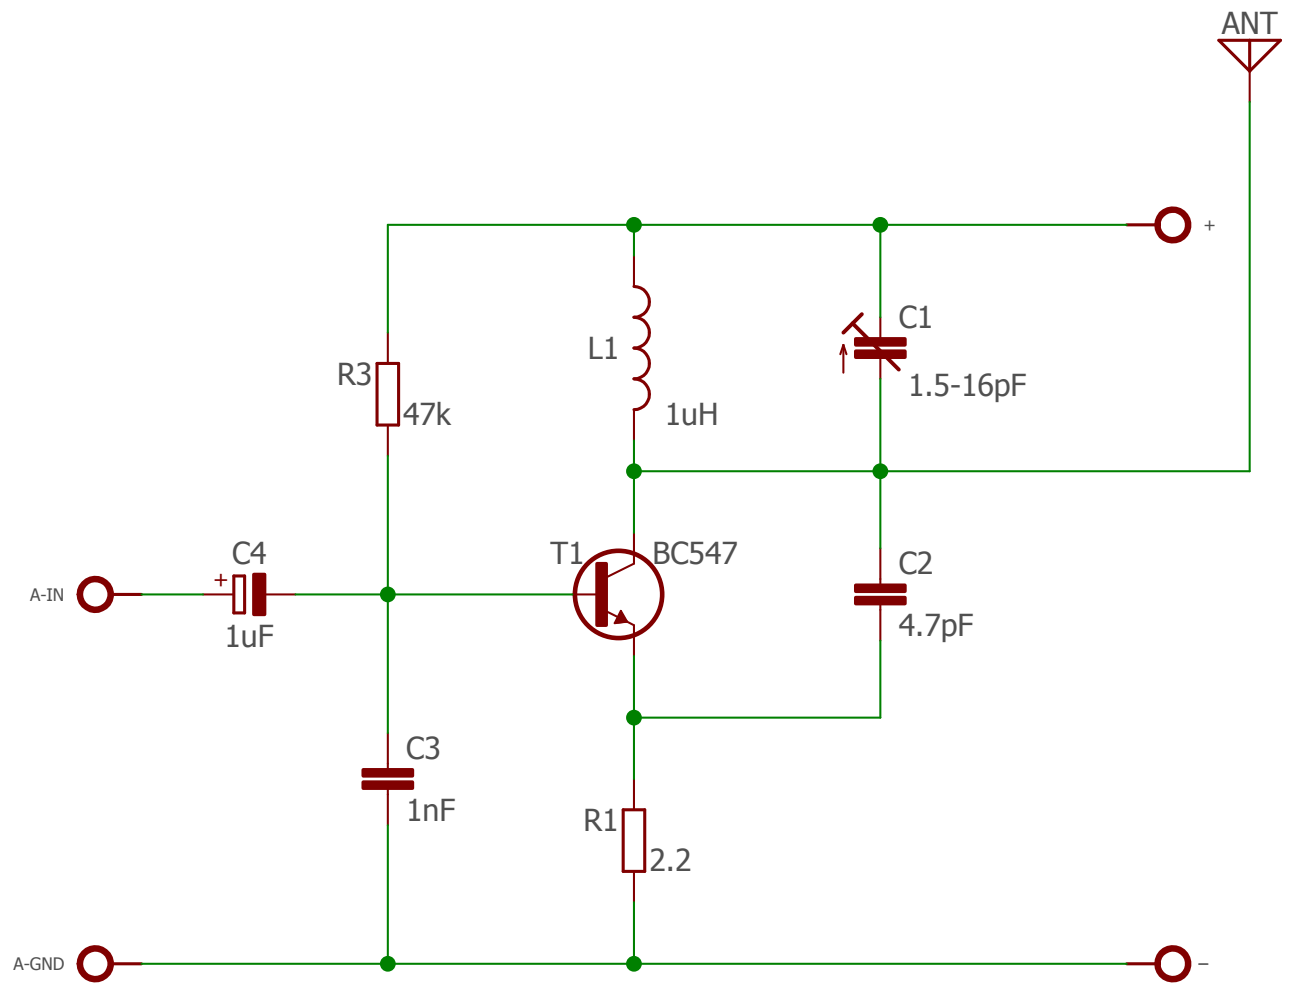 ANT
+
C1
L1
R3
1.5-16pF
47k
1uH
C4
T1
BC547
C2
+
A-IN
4.7pF
1uF
C3
1nF
R1
2.2
A-GND
−